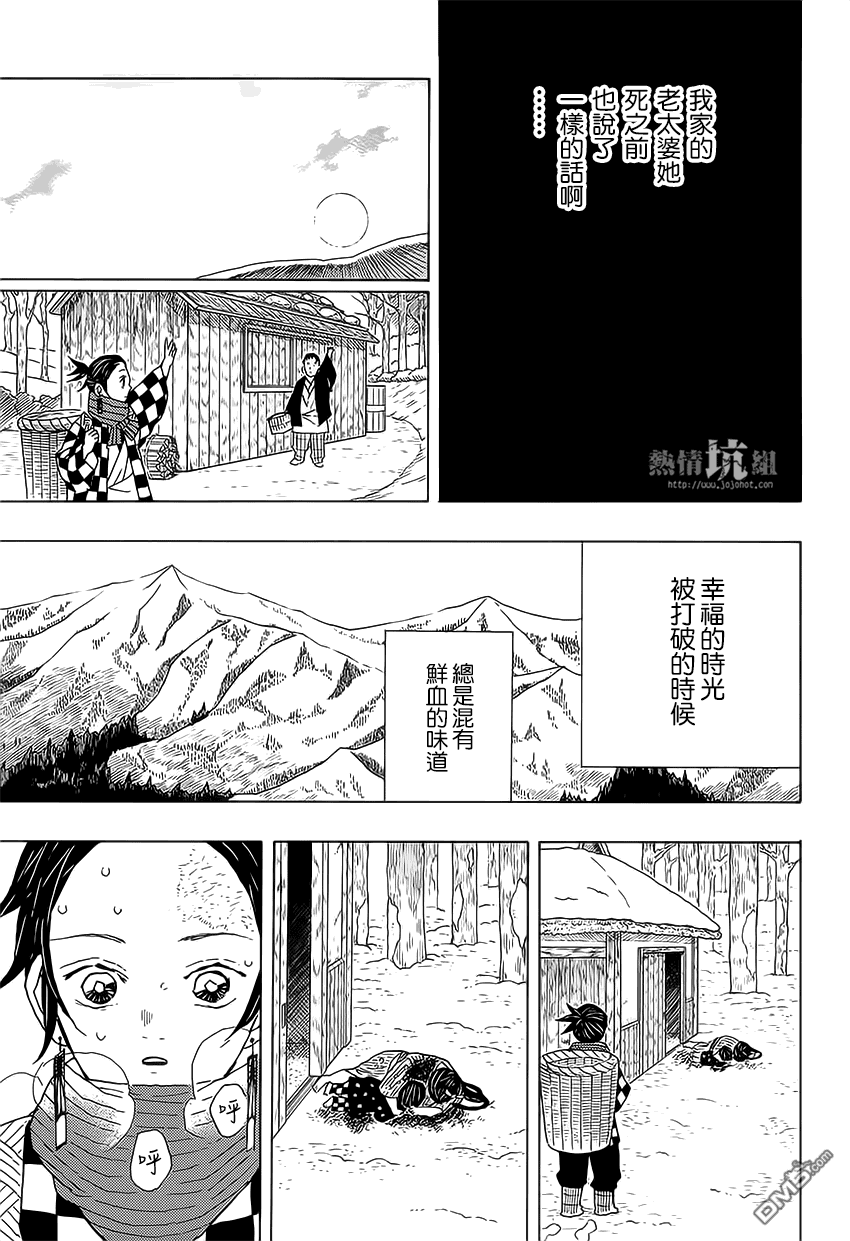 我家的
老太婆她
死之前
也說了
一樣的話啊
……
熱情坑組
http://www.jojohot.com
幸福的時光
被打破的時候
總是混有
鮮血的味道
呼
呼
DM5.com